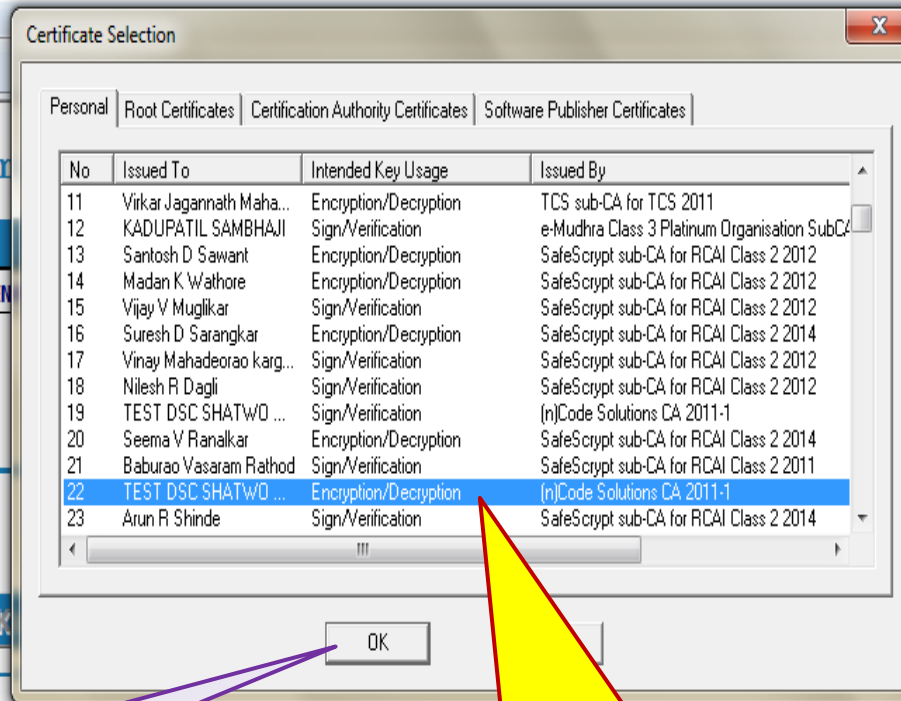 Certificate Selection
X
Personal Root Certificates Certification Authority Certificates Software Publisher Certificates
No Issued To Intended Key Usage Issued By
11 Virkar Jagannath Maha... Encryption/Decryption TCS sub-CA for TCS 2011
12 KADUPATIL SAMBHAJI Sign/Verification e-Mudhra Class 3 Platinum Organisation SubCA
13 Santosh D Sawant Encryption/Decryption SafeScrypt sub-CA for RCAI Class 2 2012
14 Madan K Wathore Encryption/Decryption SafeScrypt sub-CA for RCAI Class 2 2012
15 Vijay V Muglikar Sign/Verification SafeScrypt sub-CA for RCAI Class 2 2012
16 Suresh D Sarangkar Encryption/Decryption SafeScrypt sub-CA for RCAI Class 2 2014
17 Vinay Mahadeorao karg... Sign/Verification SafeScrypt sub-CA for RCAI Class 2 2012
18 Nilesh R Dagli Sign/Verification SafeScrypt sub-CA for RCAI Class 2 2012
19 TEST DSC SHATWO ... Sign/Verification (n)Code Solutions CA 2011-1
20 Seema V Ranalkar Encryption/Decryption SafeScrypt sub-CA for RCAI Class 2 2014
21 Baburao Vasaram Rathod Sign/Verification SafeScrypt sub-CA for RCAI Class 2 2011
22 TEST DSC SHATWO ... Encryption/Decryption (n)Code Solutions CA 2011-1
23 Arun R Shinde Sign/Verification SafeScrypt sub-CA for RCAI Class 2 2014
OK